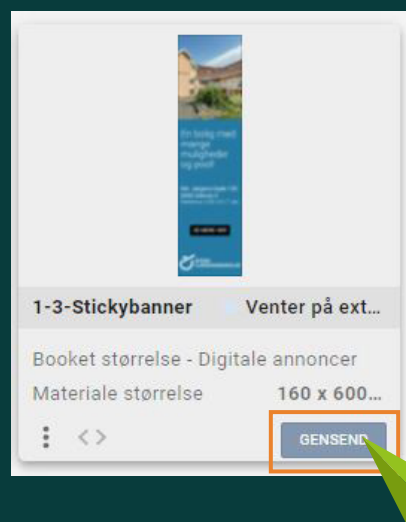 En bolig med
mange
muligheder
og pool!
1-3-Stickybanner
Venter på ext...
Booket størrelse - Digitale annoncer
Materiale størrelse
160 x 600...
< >
GENSEND